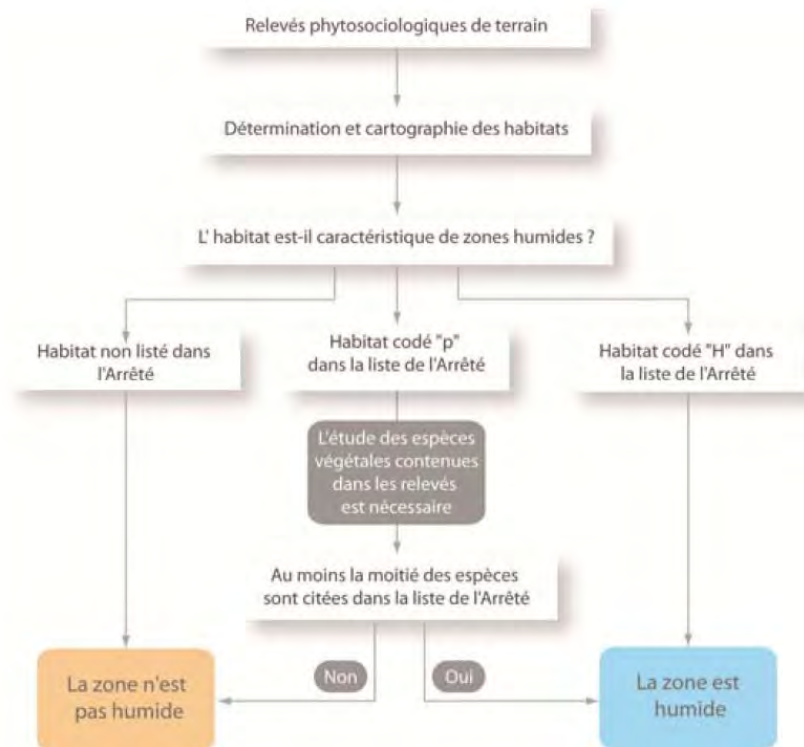 Relevés phytosociologiques de terrain
Détermination et cartographie des habitats
L' habitat est-il caractéristique de zones humides ?
Habitat non listé dans
l'Arrêté
Habitat codé "p"
dans la liste de l'Arrêté
Habitat codé "H" dans
la liste de l'Arrêté
L'étude des espèces
végétales contenues
dans les relevés
est nécessaire
Au moins la moitié des espèces
sont citées dans la liste de l'Arrêté
Non
Oui
La zone n'est
pas humide
La zone est
humide